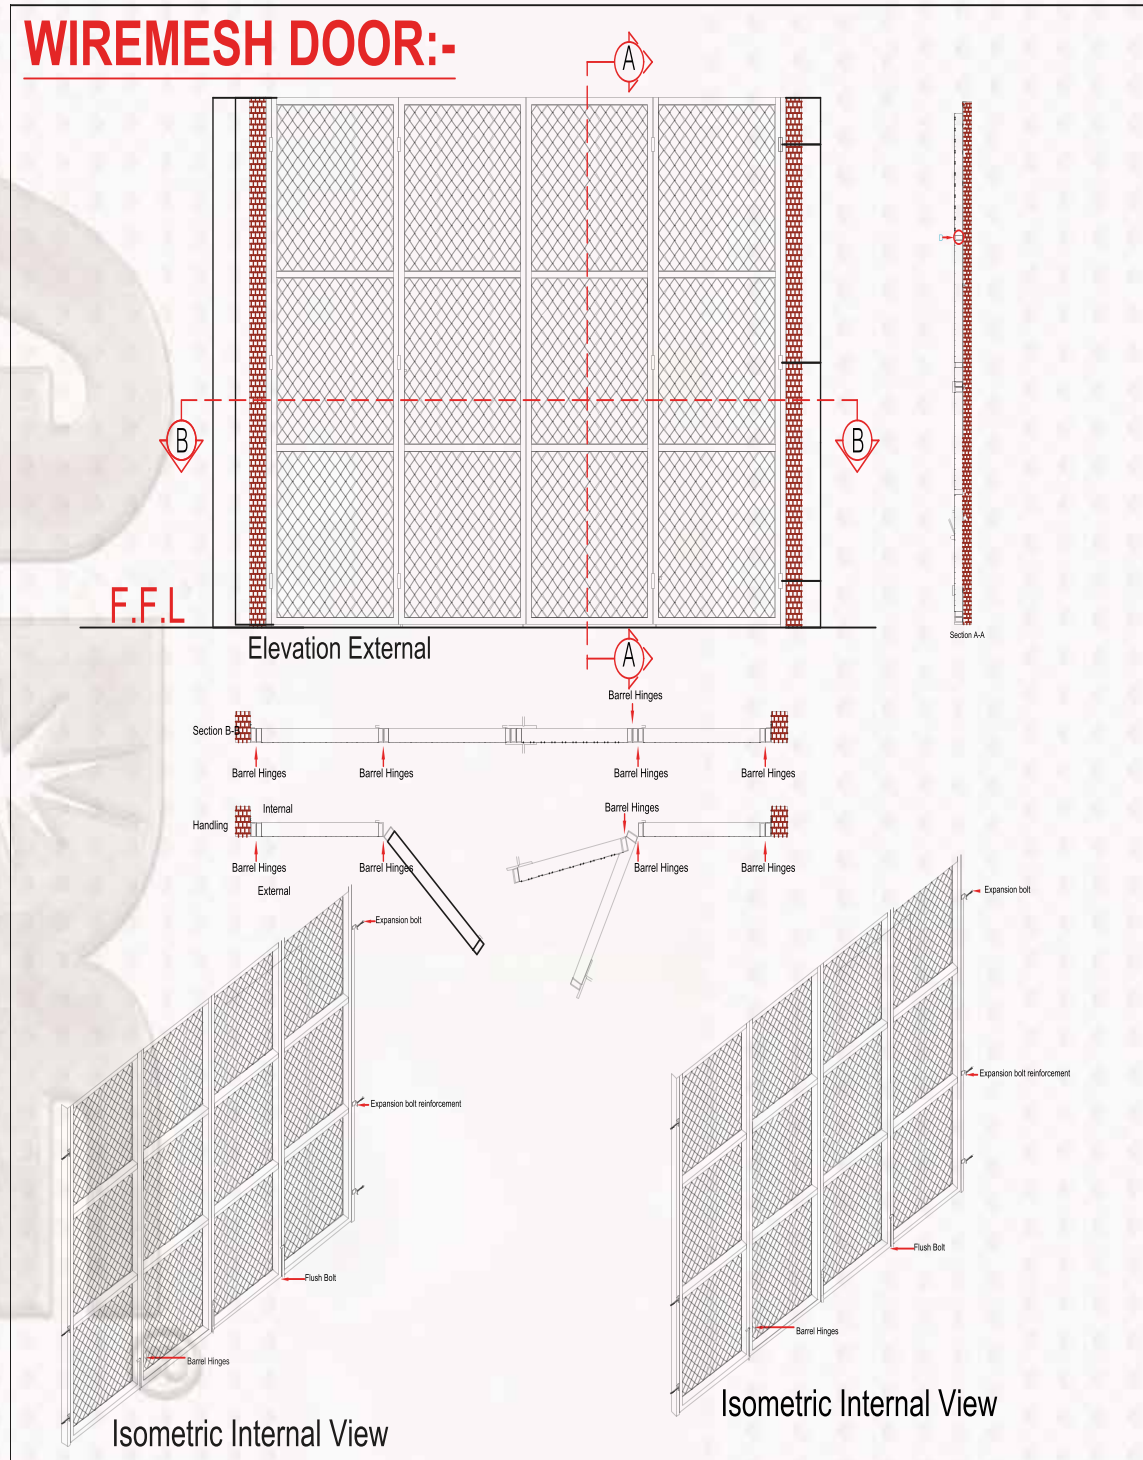 WIREMESH DOOR:-
A
B
B
F.F.L
Elevation External
A
Section A-A
Barrel Hinges
Section B-B
Barrel Hinges
Barrel Hinges
Barrel Hinges
Barrel Hinges
Internal
Barrel Hinges
Handling
Barrel Hinges
Barrel Hinges
Barrel Hinges
Barrel Hinges
External
Expansion bolt
Expansion bolt
Expansion bolt reinforcement
Expansion bolt reinforcement
Flush Bolt
Flush Bolt
Barrel Hinges
Barrel Hinges
Isometric Internal View
Isometric Internal View